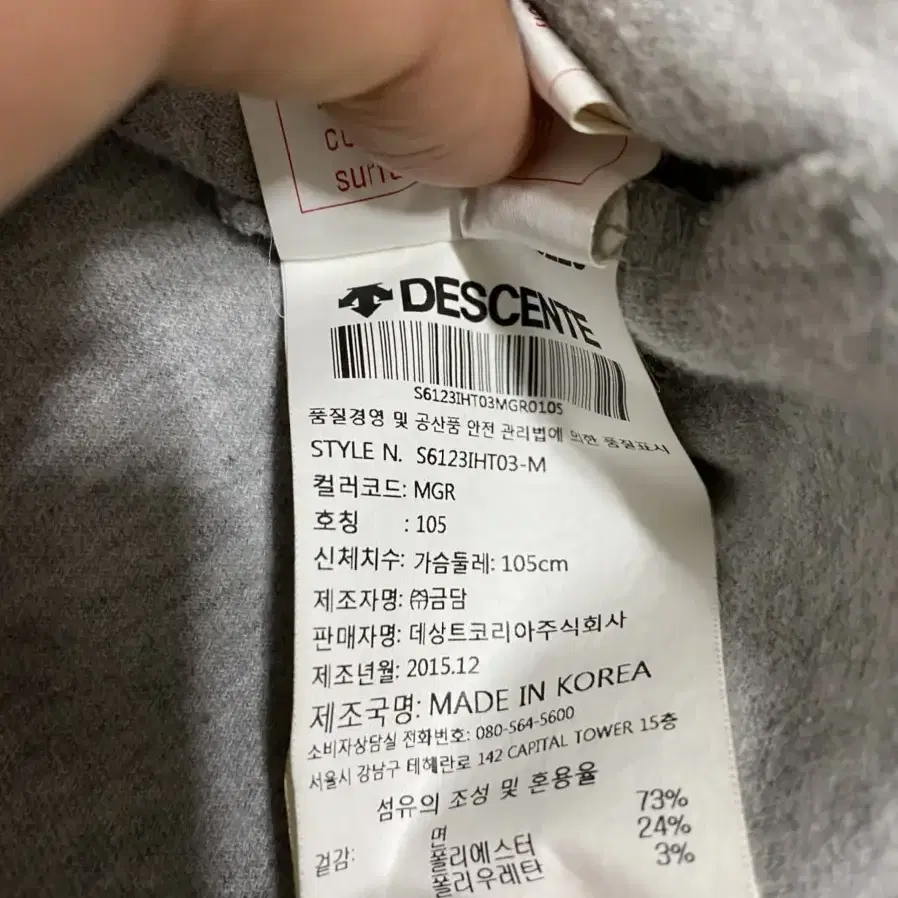 DESCENTE
S6123IHT03MGR0105
품질경영 및 공산품 안전 관리법에 의한 품질표시
STYLE N. S6123IHT03-M
컬러코드: MGR
호칭 : 105
신체치수: 가슴둘레: 105cm
제조자명: ㈜금담
판매자명: 데상트코리아주식회사
제조년월: 2015.12
제조국명: MADE IN KOREA
소비자상담실 전화번호: 080-564-5600
서울시 강남구 테헤란로 142 CAPITAL TOWER 15층
섬유의 조성 및 혼용율
겉감: 면 73%
폴리에스터 24%
폴리우레탄 3%